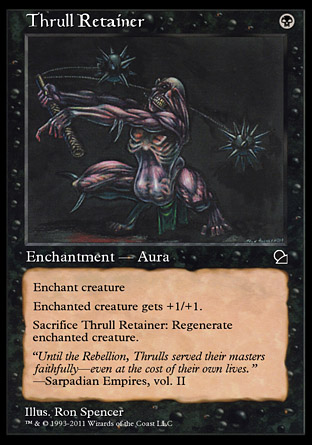 Thrull Retainer
Enchantment — Aura
Enchant creature
Enchanted creature gets +1/+1.
Sacrifice Thrull Retainer: Regenerate
enchanted creature.
“Until the Rebellion, Thrulls served their masters
faithfully—even at the cost of their own lives.”
—Sarpadian Empires, vol. II
Illus. Ron Spencer
™ & © 1993-2011 Wizards of the Coast LLC